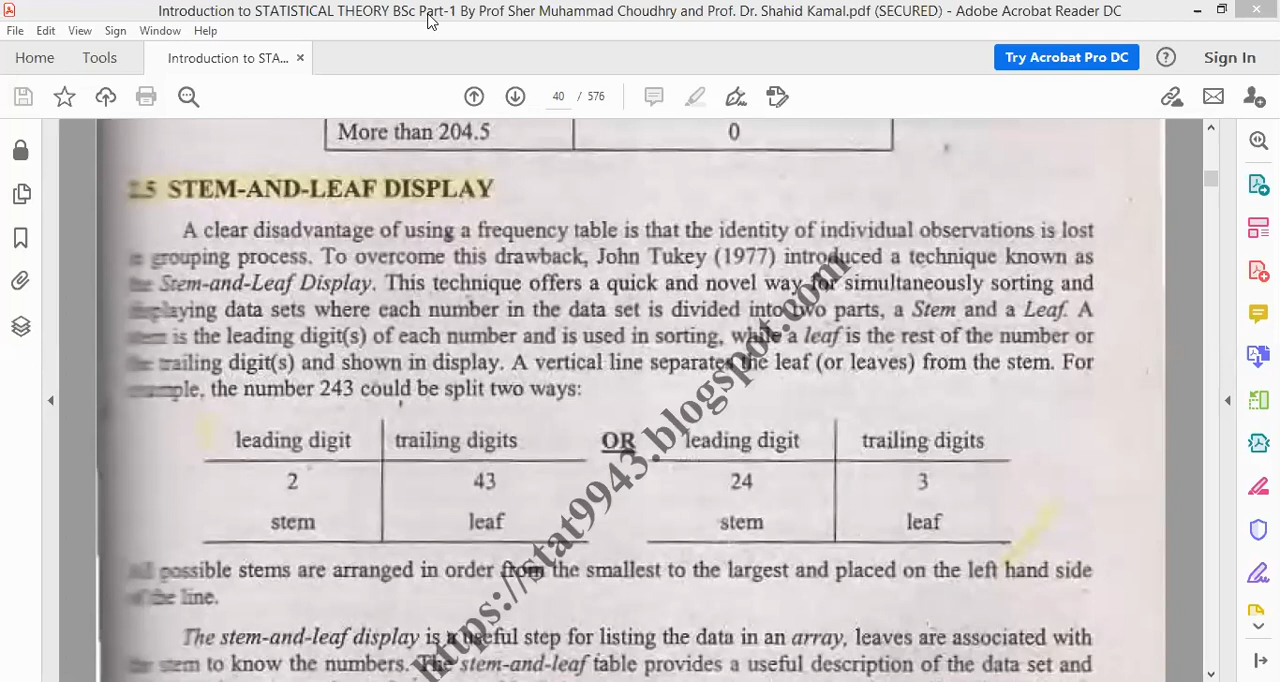 Introduction to STATISTICAL THEORY BSc Part-1 By Prof Sher Muhammad Choudhry and Prof. Dr. Shahid Kamal.pdf (SECURED) - Adobe Acrobat Reader DC
File Edit View Sign Window Help
Home Tools Introduction to STA... × Try Acrobat Pro DC Sign In
40 / 576
More than 204.5 0
2.5 STEM-AND-LEAF DISPLAY
A clear disadvantage of using a frequency table is that the identity of individual observations is lost
grouping process. To overcome this drawback, John Tukey (1977) introduced a technique known as
the Stem-and-Leaf Display. This technique offers a quick and novel way for simultaneously sorting and
displaying data sets where each number in the data set is divided into two parts, a Stem and a Leaf. A
stem is the leading digit(s) of each number and is used in sorting, while a leaf is the rest of the number or
the trailing digit(s) and shown in display. A vertical line separates the leaf (or leaves) from the stem. For
example, the number 243 could be split two ways:
leading digit trailing digits OR leading digit trailing digits
2 43 24 3
stem leaf stem leaf
All possible stems are arranged in order from the smallest to the largest and placed on the left hand side
of the line.
The stem-and-leaf display is a useful step for listing the data in an array, leaves are associated with
the stem to know the numbers. The stem-and-leaf table provides a useful description of the data set and
https://stat9943.blogspot.com